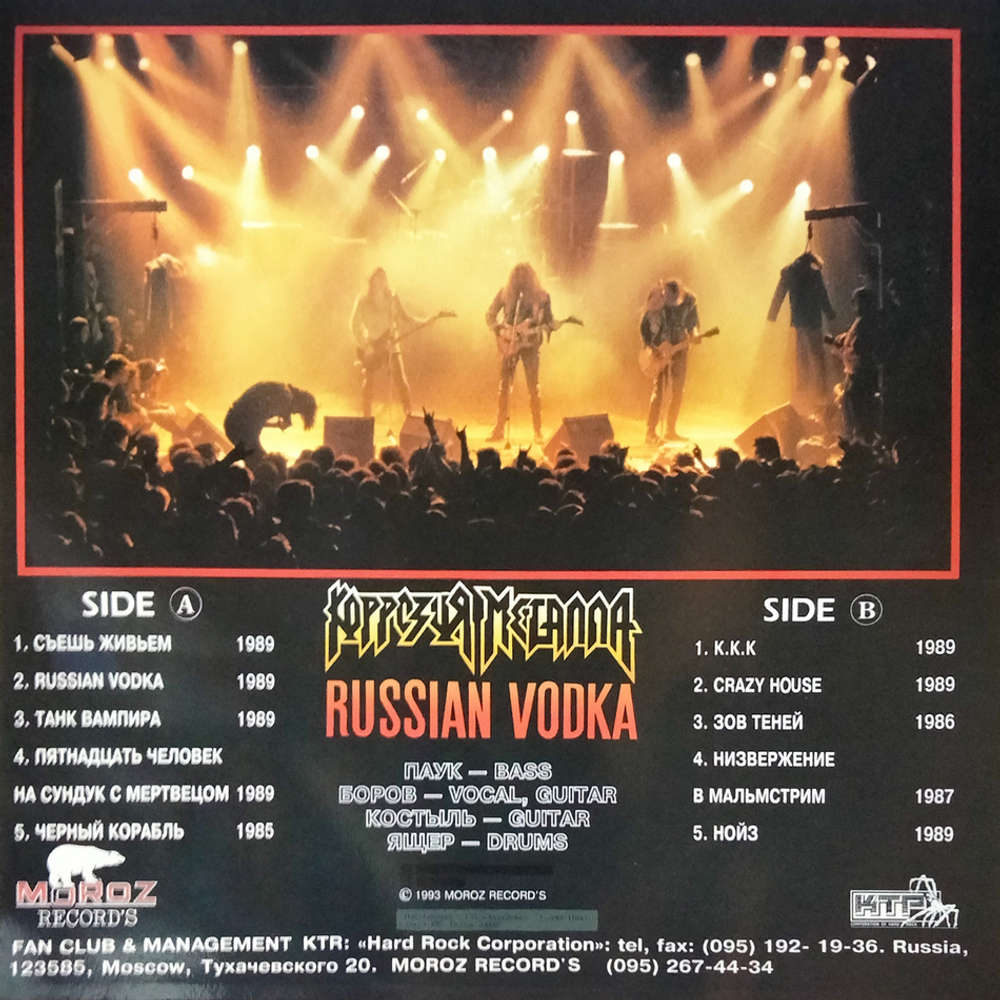 SIDE A
1. СЪЕШЬ ЖИВЬЕМ 1989
2. RUSSIAN VODKA 1989
3. ТАНК ВАМПИРА 1989
4. ПЯТНАДЦАТЬ ЧЕЛОВЕК
НА СУНДУК С МЕРТВЕЦОМ 1989
5. ЧЕРНЫЙ КОРАБЛЬ 1985
КОРРОЗИЯ МЕТАЛЛА
RUSSIAN VODKA
ПАУК — BASS
БОРОВ — VOCAL, GUITAR
КОСТЫЛЬ — GUITAR
ЯЩЕР — DRUMS
SIDE B
1. К.К.К 1989
2. CRAZY HOUSE 1989
3. ЗОВ ТЕНЕЙ 1986
4. НИЗВЕРЖЕНИЕ
В МАЛЬМСТРИМ 1987
5. НОЙЗ 1989
MOROZ
RECORD'S
© 1993 MOROZ RECORD'S
КТР
FAN CLUB & MANAGEMENT KTR: «Hard Rock Corporation»: tel, fax: (095) 192- 19-36. Russia,
123585, Moscow, Тухачевского 20. MOROZ RECORD'S (095) 267-44-34